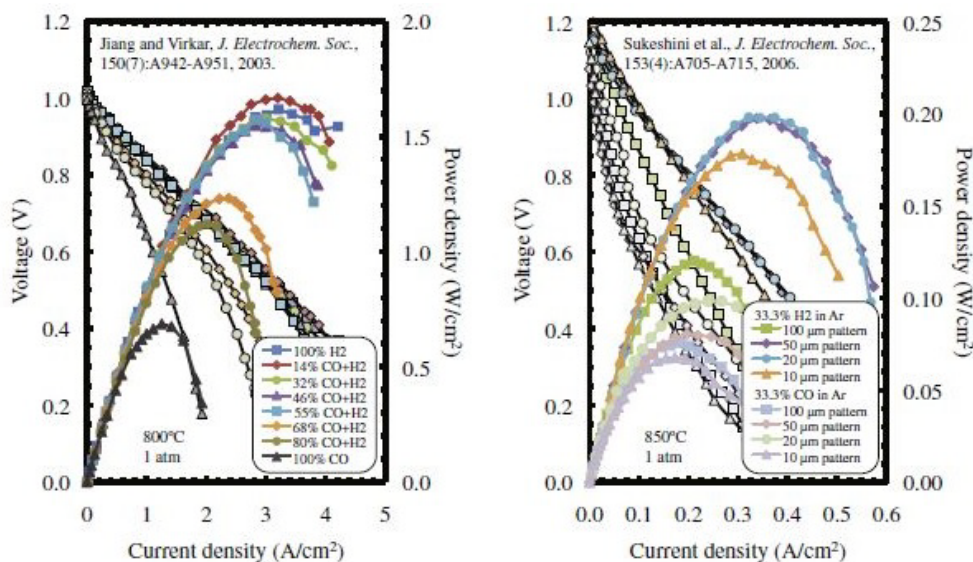 Jiang and Virkar, J. Electrochem. Soc.,
150(7):A942-A951, 2003.
1.2
1.0
0.8
0.6
0.4
0.2
0.0
Voltage (V)
2.0
1.5
1.0
0.5
0.0
Power density (W/cm²)
100% H2
14% CO+H2
32% CO+H2
46% CO+H2
55% CO+H2
68% CO+H2
80% CO+H2
100% CO
800°C
1 atm
0 1 2 3 4 5
Current density (A/cm²)
Sukeshini et al., J. Electrochem. Soc.,
153(4):A705-A715, 2006.
1.2
1.0
0.8
0.6
0.4
0.2
0.0
Voltage (V)
0.25
0.20
0.15
0.10
0.05
0.00
Power density (W/cm²)
33.3% H2 in Ar
100 μm pattern
50 μm pattern
20 μm pattern
10 μm pattern
33.3% CO in Ar
100 μm pattern
50 μm pattern
20 μm pattern
10 μm pattern
850°C
1 atm
0.0 0.1 0.2 0.3 0.4 0.5 0.6
Current density (A/cm²)